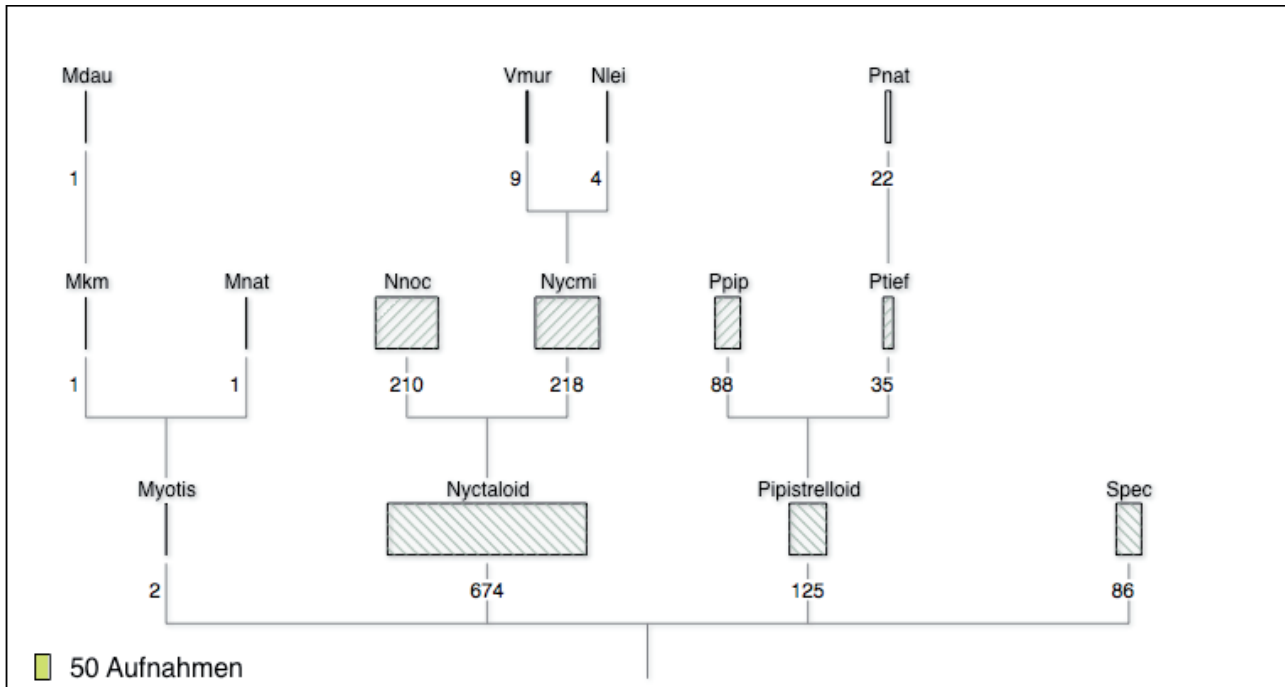 Mdau Vmur Nlei Pnat
1 9 4 22
Mkm Mnat Nnoc Nycmi Ppip Ptief
1 1 210 218 88 35
Myotis Nyctaloid Pipistrelloid Spec
2 674 125 86
50 Aufnahmen